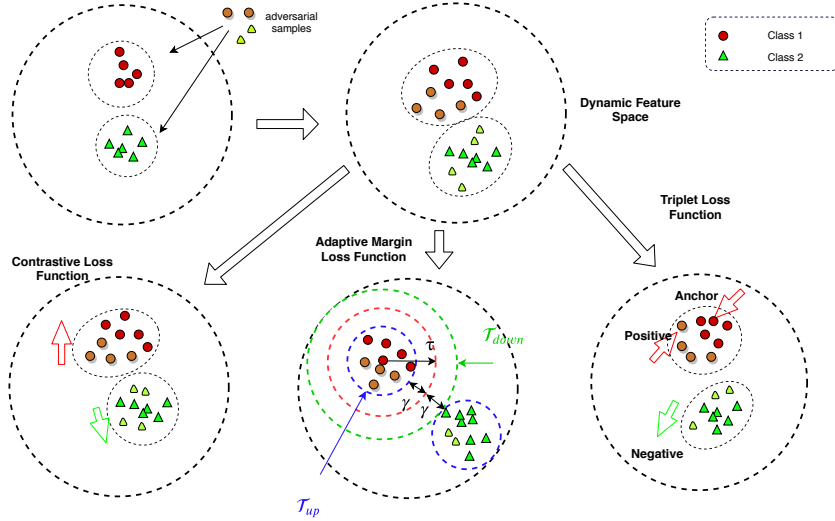 adversarial
samples
Class 1
Class 2
Dynamic Feature
Space
Triplet Loss
Function
Adaptive Margin
Loss Function
Contrastive Loss
Function
Anchor
Positive
Negative
τ
𝒯down
γ
γ
𝒯up